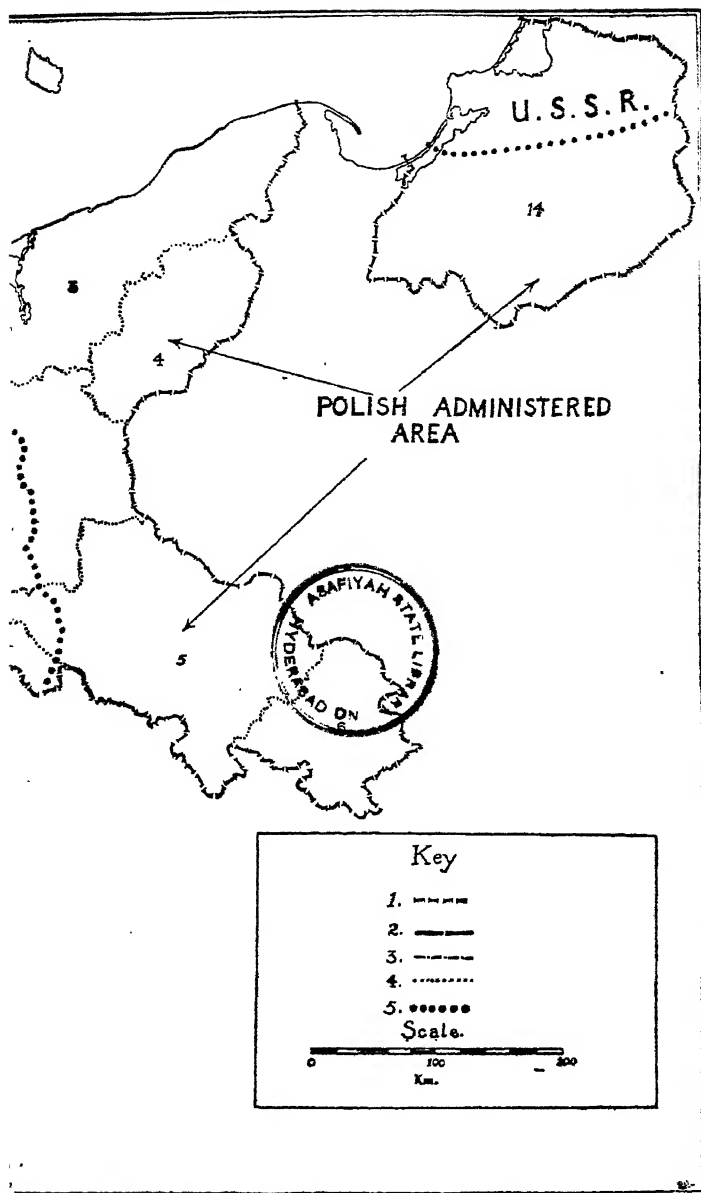 U.S.S.R.
14
3
4
POLISH ADMINISTERED
AREA
5
ASAFIYAH STATE LIBRARY
HYDERABAD DN
6
Key
1.
2.
3.
4.
5.
Scale.
0 100 200
Km.